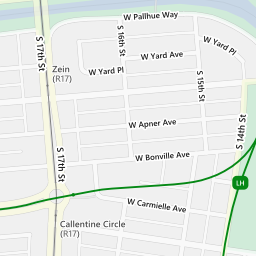 W Pallhue Way
S 17th St
S 16th St
W Yard Pl
W Yard Ave
Zein
(R17)
W Yard Pl
S 15th St
W Apner Ave
S 14th St
W Bonville Ave
S 17th St
LH
W Carmielle Ave
Callentine Circle
(R17)